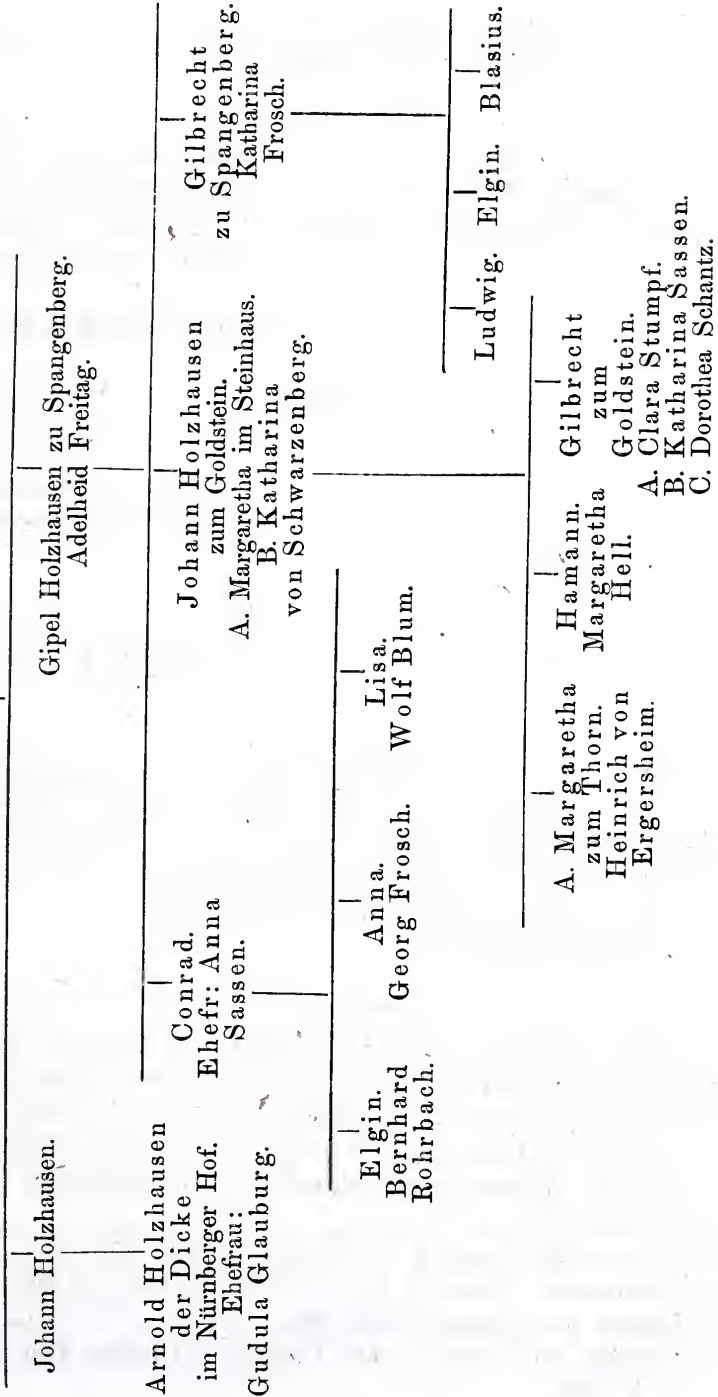 Johann Holzhausen.
Gipel Holzhausen zu Spangenberg.
Adelheid Freitag.
Arnold Holzhausen
der Dicke
im Nürnberger Hof.
Ehefrau:
Gudula Glauburg.
Conrad.
Ehefr: Anna
Sassen.
Johann Holzhausen
zum Goldstein.
A. Margaretha im Steinhaus.
B. Katharina
von Schwarzenberg.
Gilbrecht
zu Spangenberg.
Katharina
Frosch.
Elgin.
Bernhard
Rohrbach.
Anna.
Georg Frosch.
Lisa.
Wolf Blum.
Ludwig.
Elgin.
Blasius.
A. Margaretha
zum Thorn.
Heinrich von
Ergersheim.
Hamann.
Margaretha
Hell.
Gilbrecht
zum
Goldstein.
A. Clara Stumpf.
B. Katharina Sassen.
C. Dorothea Schantz.